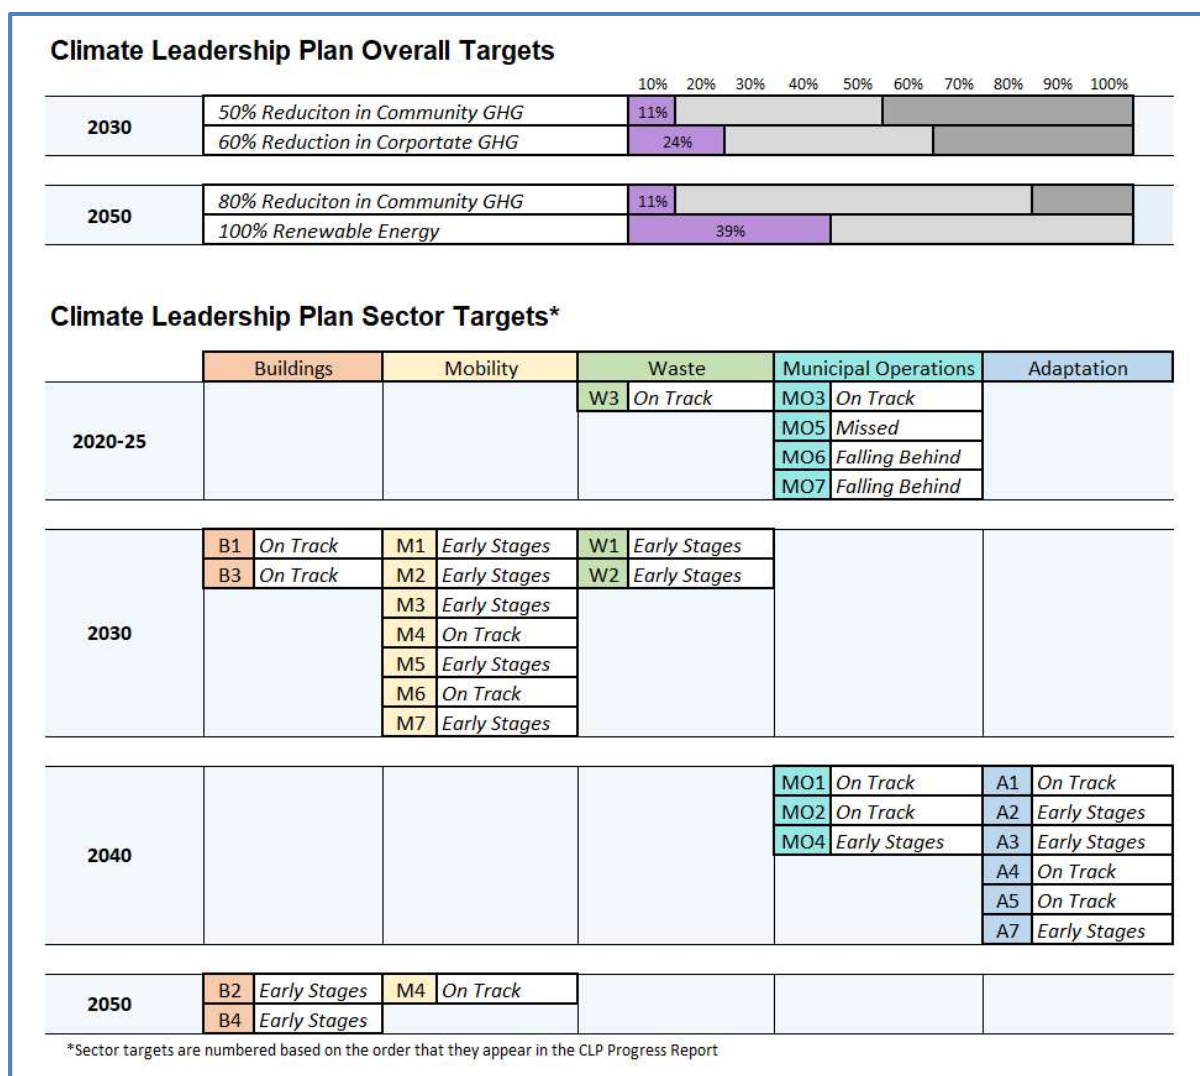 Climate Leadership Plan Overall Targets
10% 20% 30% 40% 50% 60% 70% 80% 90% 100%
2030
50% Reduciton in Community GHG 11%
60% Reduction in Corportate GHG 24%
2050
80% Reduciton in Community GHG 11%
100% Renewable Energy 39%
Climate Leadership Plan Sector Targets*
Buildings Mobility Waste Municipal Operations Adaptation
2020-25
W3 On Track MO3 On Track
MO5 Missed
MO6 Falling Behind
MO7 Falling Behind
2030
B1 On Track M1 Early Stages W1 Early Stages
B3 On Track M2 Early Stages W2 Early Stages
M3 Early Stages
M4 On Track
M5 Early Stages
M6 On Track
M7 Early Stages
2040
MO1 On Track A1 On Track
MO2 On Track A2 Early Stages
MO4 Early Stages A3 Early Stages
A4 On Track
A5 On Track
A7 Early Stages
2050
B2 Early Stages M4 On Track
B4 Early Stages
*Sector targets are numbered based on the order that they appear in the CLP Progress Report